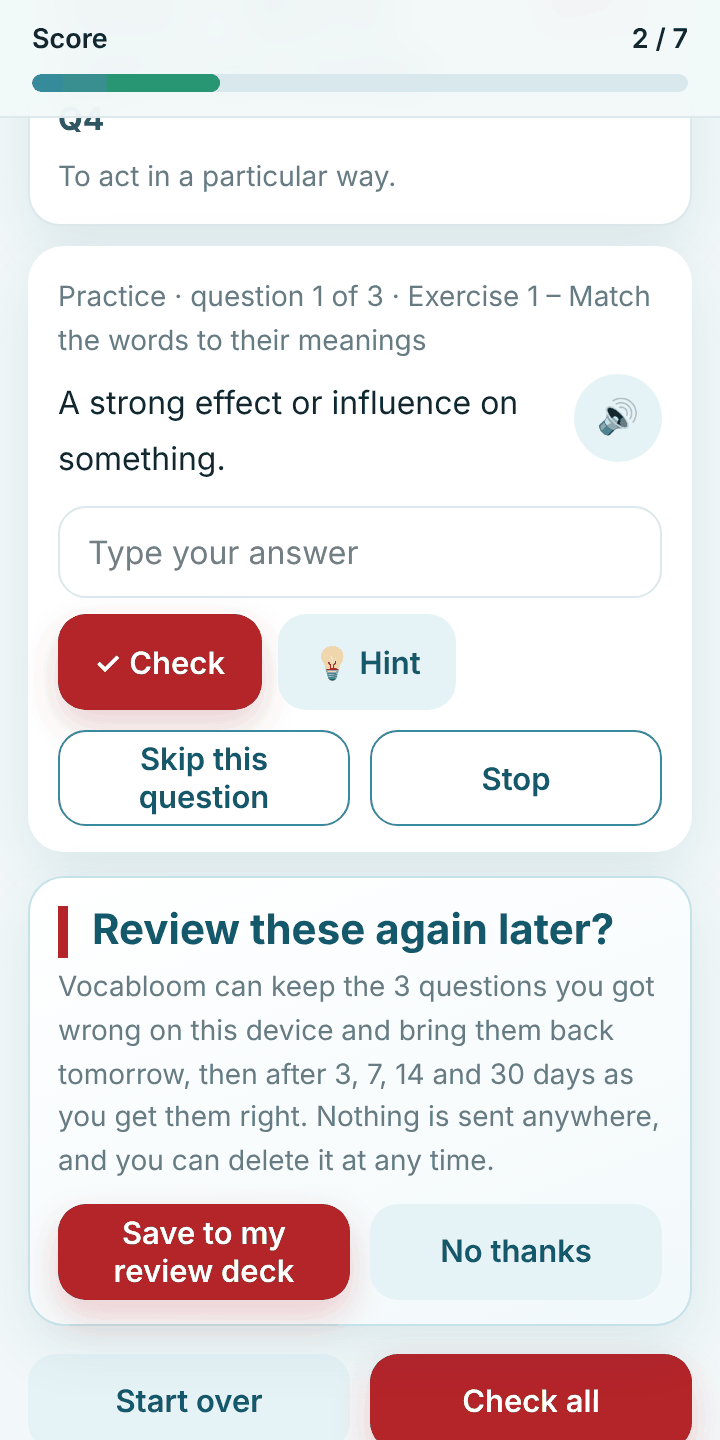 Score
2 / 7
Q4
To act in a particular way.
Practice · question 1 of 3 · Exercise 1 – Match
the words to their meanings
A strong effect or influence on
something.
Type your answer
✓ Check
Hint
Skip this
question
Stop
Review these again later?
Vocabloom can keep the 3 questions you got
wrong on this device and bring them back
tomorrow, then after 3, 7, 14 and 30 days as
you get them right. Nothing is sent anywhere,
and you can delete it at any time.
Save to my
review deck
No thanks
Start over
Check all